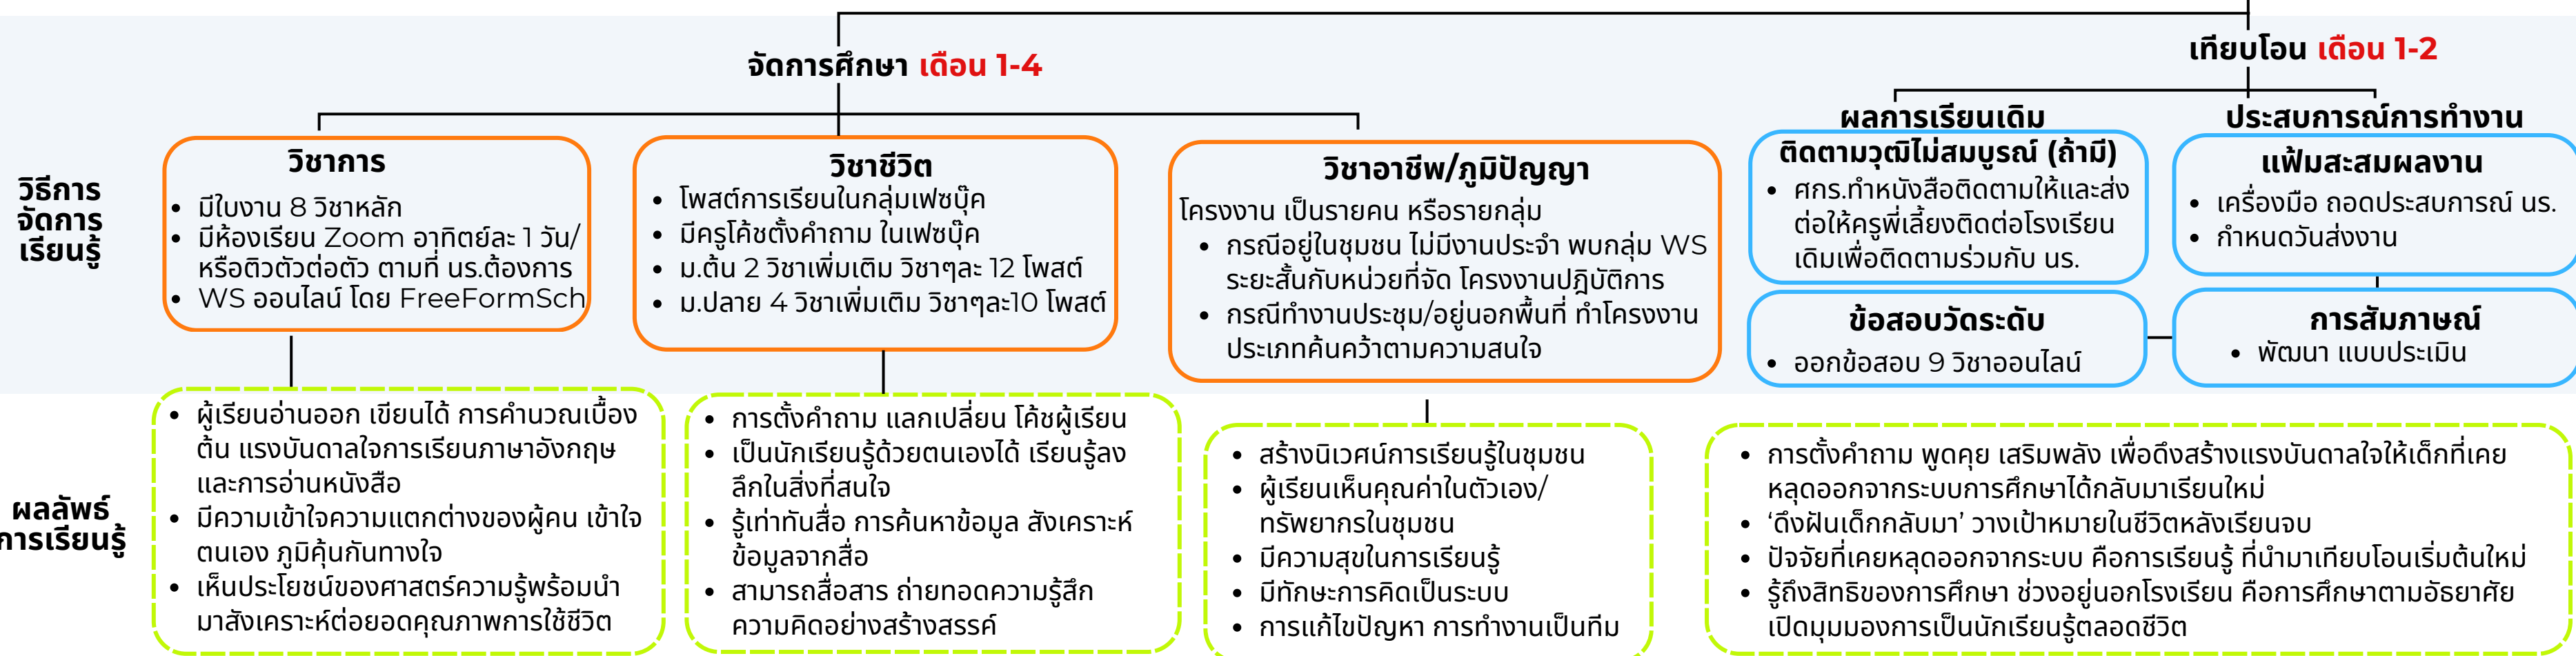 จัดการศึกษา เดือน 1-4
เทียบโอน เดือน 1-2
วิธีการ
จัดการ
เรียนรู้
วิชาการ
• มีใบงาน 8 วิชาหลัก
• มีห้องเรียน Zoom อาทิตย์ละ 1 วัน/
หรือติวตัวต่อตัว ตามที่ นร.ต้องการ
• WS ออนไลน์ โดย FreeFormSch
วิชาชีวิต
• โพสต์การเรียนในกลุ่มเฟซบุ๊ค
• มีครูโค้ชตั้งคำถาม ในเฟซบุ๊ค
• ม.ต้น 2 วิชาเพิ่มเติม วิชาๆละ 12 โพสต์
• ม.ปลาย 4 วิชาเพิ่มเติม วิชาๆละ10 โพสต์
วิชาอาชีพ/ภูมิปัญญา
โครงงาน เป็นรายคน หรือรายกลุ่ม
• กรณีอยู่ในชุมชน ไม่มีงานประจำ พบกลุ่ม WS
ระยะสั้นกับหน่วยที่จัด โครงงานปฎิบัติการ
• กรณีทำงานประชุม/อยู่นอกพื้นที่ ทำโครงงาน
ประเภทค้นคว้าตามความสนใจ
ผลการเรียนเดิม
ติดตามวุฒิไม่สมบูรณ์ (ถ้ามี)
• ศกร.ทำหนังสือติดตามให้และส่ง
ต่อให้ครูพี่เลี้ยงติดต่อโรงเรียน
เดิมเพื่อติดตามร่วมกับ นร.
ข้อสอบวัดระดับ
• ออกข้อสอบ 9 วิชาออนไลน์
ประสบการณ์การทำงาน
แฟ้มสะสมผลงาน
• เครื่องมือ ถอดประสบการณ์ นร.
• กำหนดวันส่งงาน
การสัมภาษณ์
• พัฒนา แบบประเมิน
ผลลัพธ์
การเรียนรู้
• ผู้เรียนอ่านออก เขียนได้ การคำนวณเบื้อง
ต้น แรงบันดาลใจการเรียนภาษาอังกฤษ
และการอ่านหนังสือ
• มีความเข้าใจความแตกต่างของผู้คน เข้าใจ
ตนเอง ภูมิคุ้นกันทางใจ
• เห็นประโยชน์ของศาสตร์ความรู้พร้อมนำ
มาสังเคราะห์ต่อยอดคุณภาพการใช้ชีวิต
• การตั้งคำถาม แลกเปลี่ยน โค้ชผู้เรียน
• เป็นนักเรียนรู้ด้วยตนเองได้ เรียนรู้ลง
ลึกในสิ่งที่สนใจ
• รู้เท่าทันสื่อ การค้นหาข้อมูล สังเคราะห์
ข้อมูลจากสื่อ
• สามารถสื่อสาร ถ่ายทอดความรู้สึก
ความคิดอย่างสร้างสรรค์
• สร้างนิเวศน์การเรียนรู้ในชุมชน
• ผู้เรียนเห็นคุณค่าในตัวเอง/
ทรัพยากรในชุมชน
• มีความสุขในการเรียนรู้
• มีทักษะการคิดเป็นระบบ
• การแก้ไขปัญหา การทำงานเป็นทีม
• การตั้งคำถาม พูดคุย เสริมพลัง เพื่อดึงสร้างแรงบันดาลใจให้เด็กที่เคย
หลุดออกจากระบบการศึกษาได้กลับมาเรียนใหม่
• ‘ดึงฝันเด็กกลับมา’ วางเป้าหมายในชีวิตหลังเรียนจบ
• ปัจจัยที่เคยหลุดออกจากระบบ คือการเรียนรู้ ที่นำมาเทียบโอนเริ่มต้นใหม่
• รู้ถึงสิทธิของการศึกษา ช่วงอยู่นอกโรงเรียน คือการศึกษาตามอัธยาศัย
เปิดมุมมองการเป็นนักเรียนรู้ตลอดชีวิต